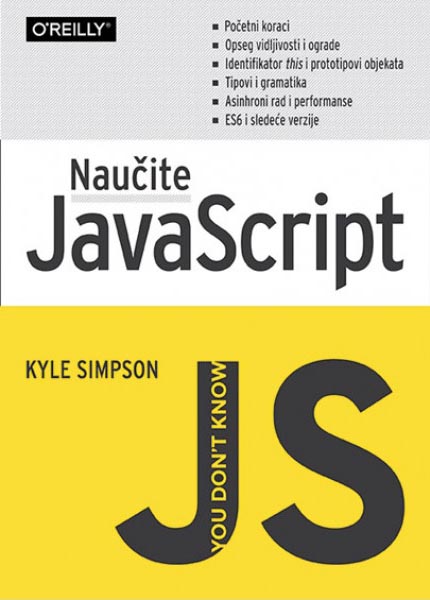 O'REILLY®
Početni koraci
Opseg vidljivosti i ograde
Identifikator this i prototipovi objekata
Tipovi i gramatika
Asinhroni rad i performanse
ES6 i sledeće verzije
Naučite
JavaScript
KYLE SIMPSON
YOU DON'T KNOW
JS